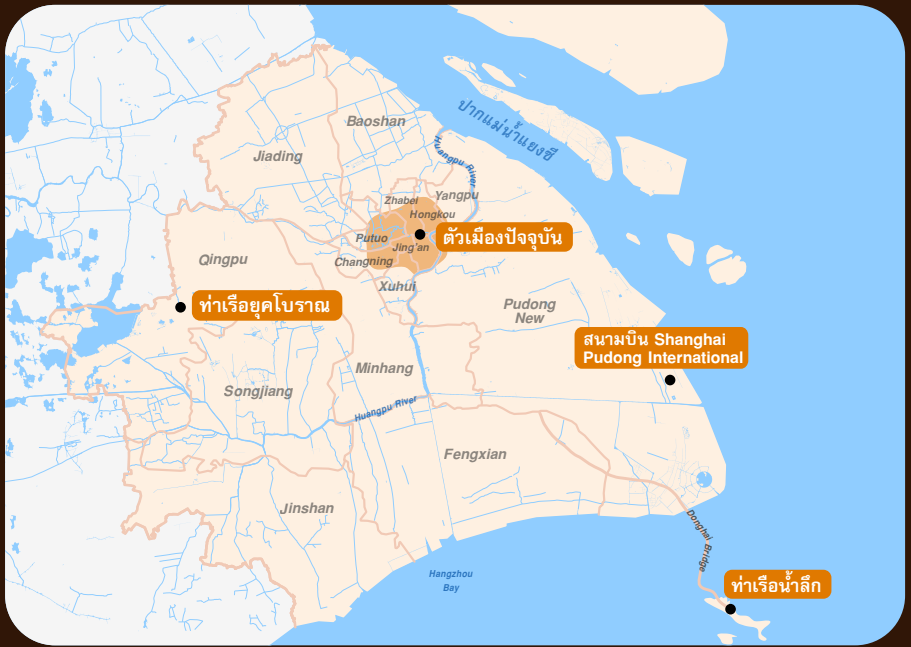 ปากแม่น้ำแยงซี
Baoshan
Huangpu River
Jiading
Yangpu
Zhabei
Hongkou
ตัวเมืองปัจจุบัน
Putuo
Jing'an
Changning
Qingpu
Xuhui
ท่าเรือยุคโบราณ
Pudong
New
สนามบิน Shanghai
Pudong International
Minhang
Songjiang
Huangpu River
Fengxian
Jinshan
Donghai Bridge
Hangzhou
Bay
ท่าเรือน้ำลึก